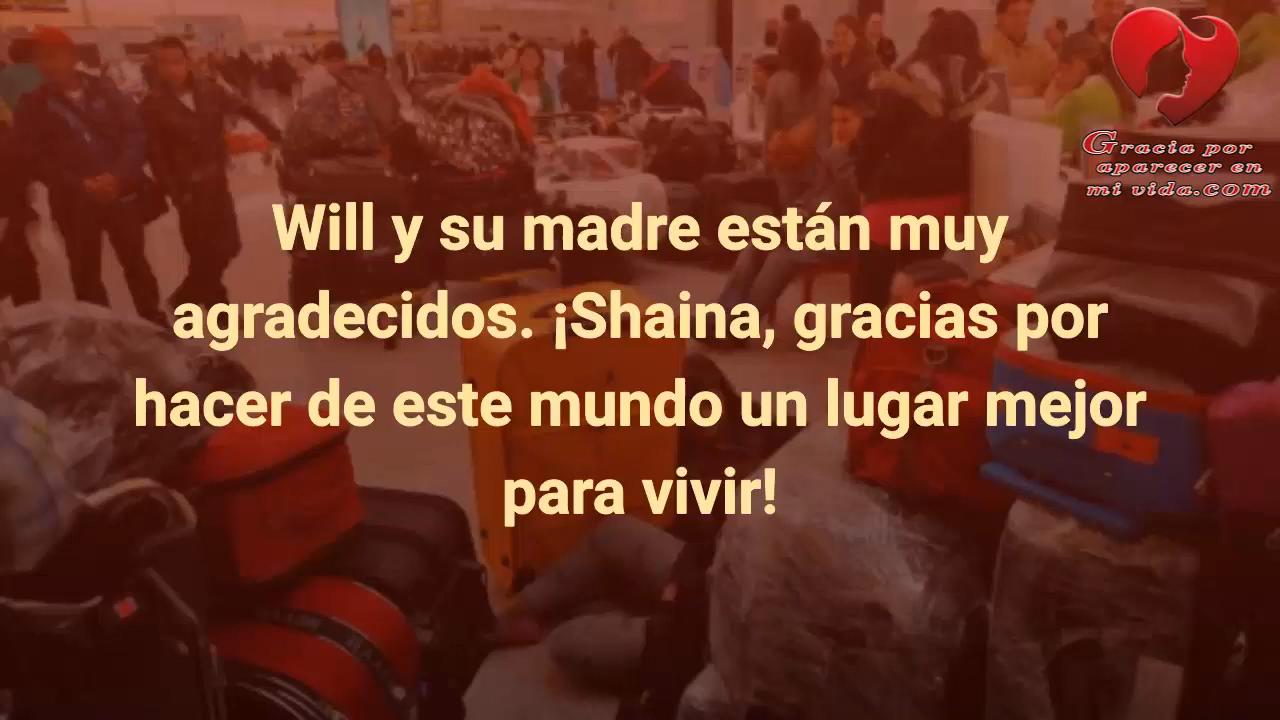 Gracia por
aparecer en
mi vida.com
Will y su madre están muy
agradecidos. ¡Shaina, gracias por
hacer de este mundo un lugar mejor
para vivir!